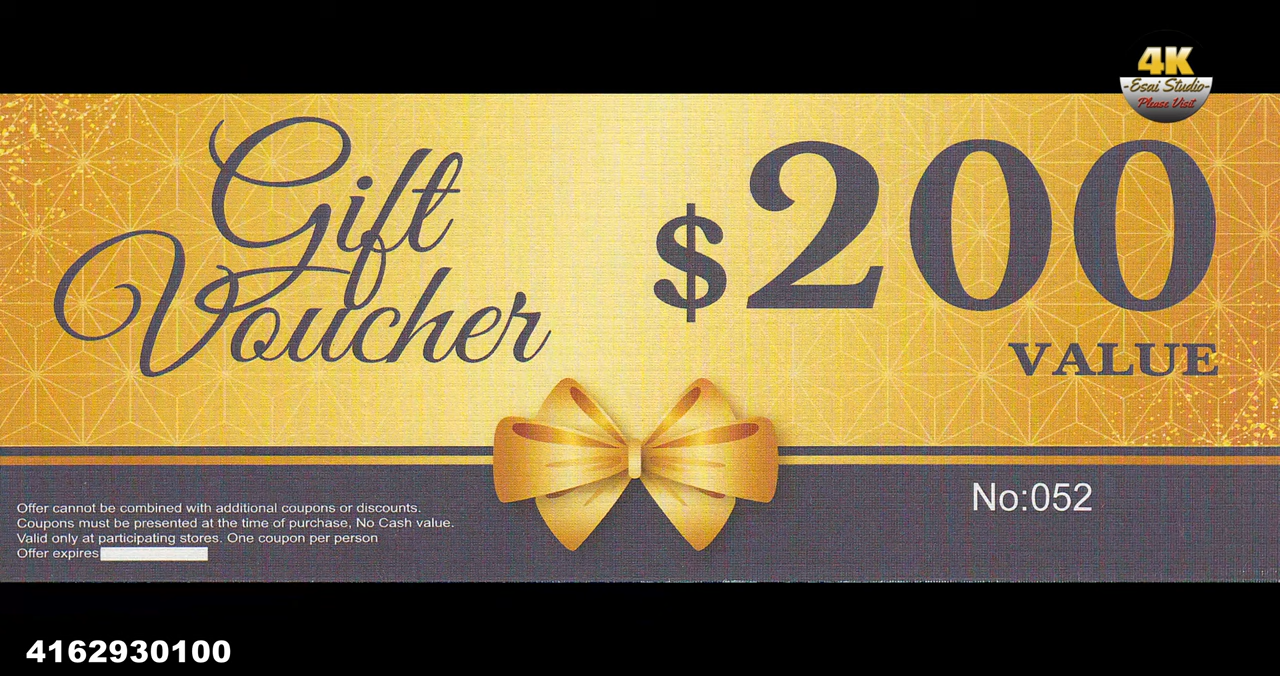 4K
-Esai Studio-
Please Visit
Gift
Voucher
$200
VALUE
No:052
Offer cannot be combined with additional coupons or discounts.
Coupons must be presented at the time of purchase, No Cash value.
Valid only at participating stores. One coupon per person
Offer expires
4162930100